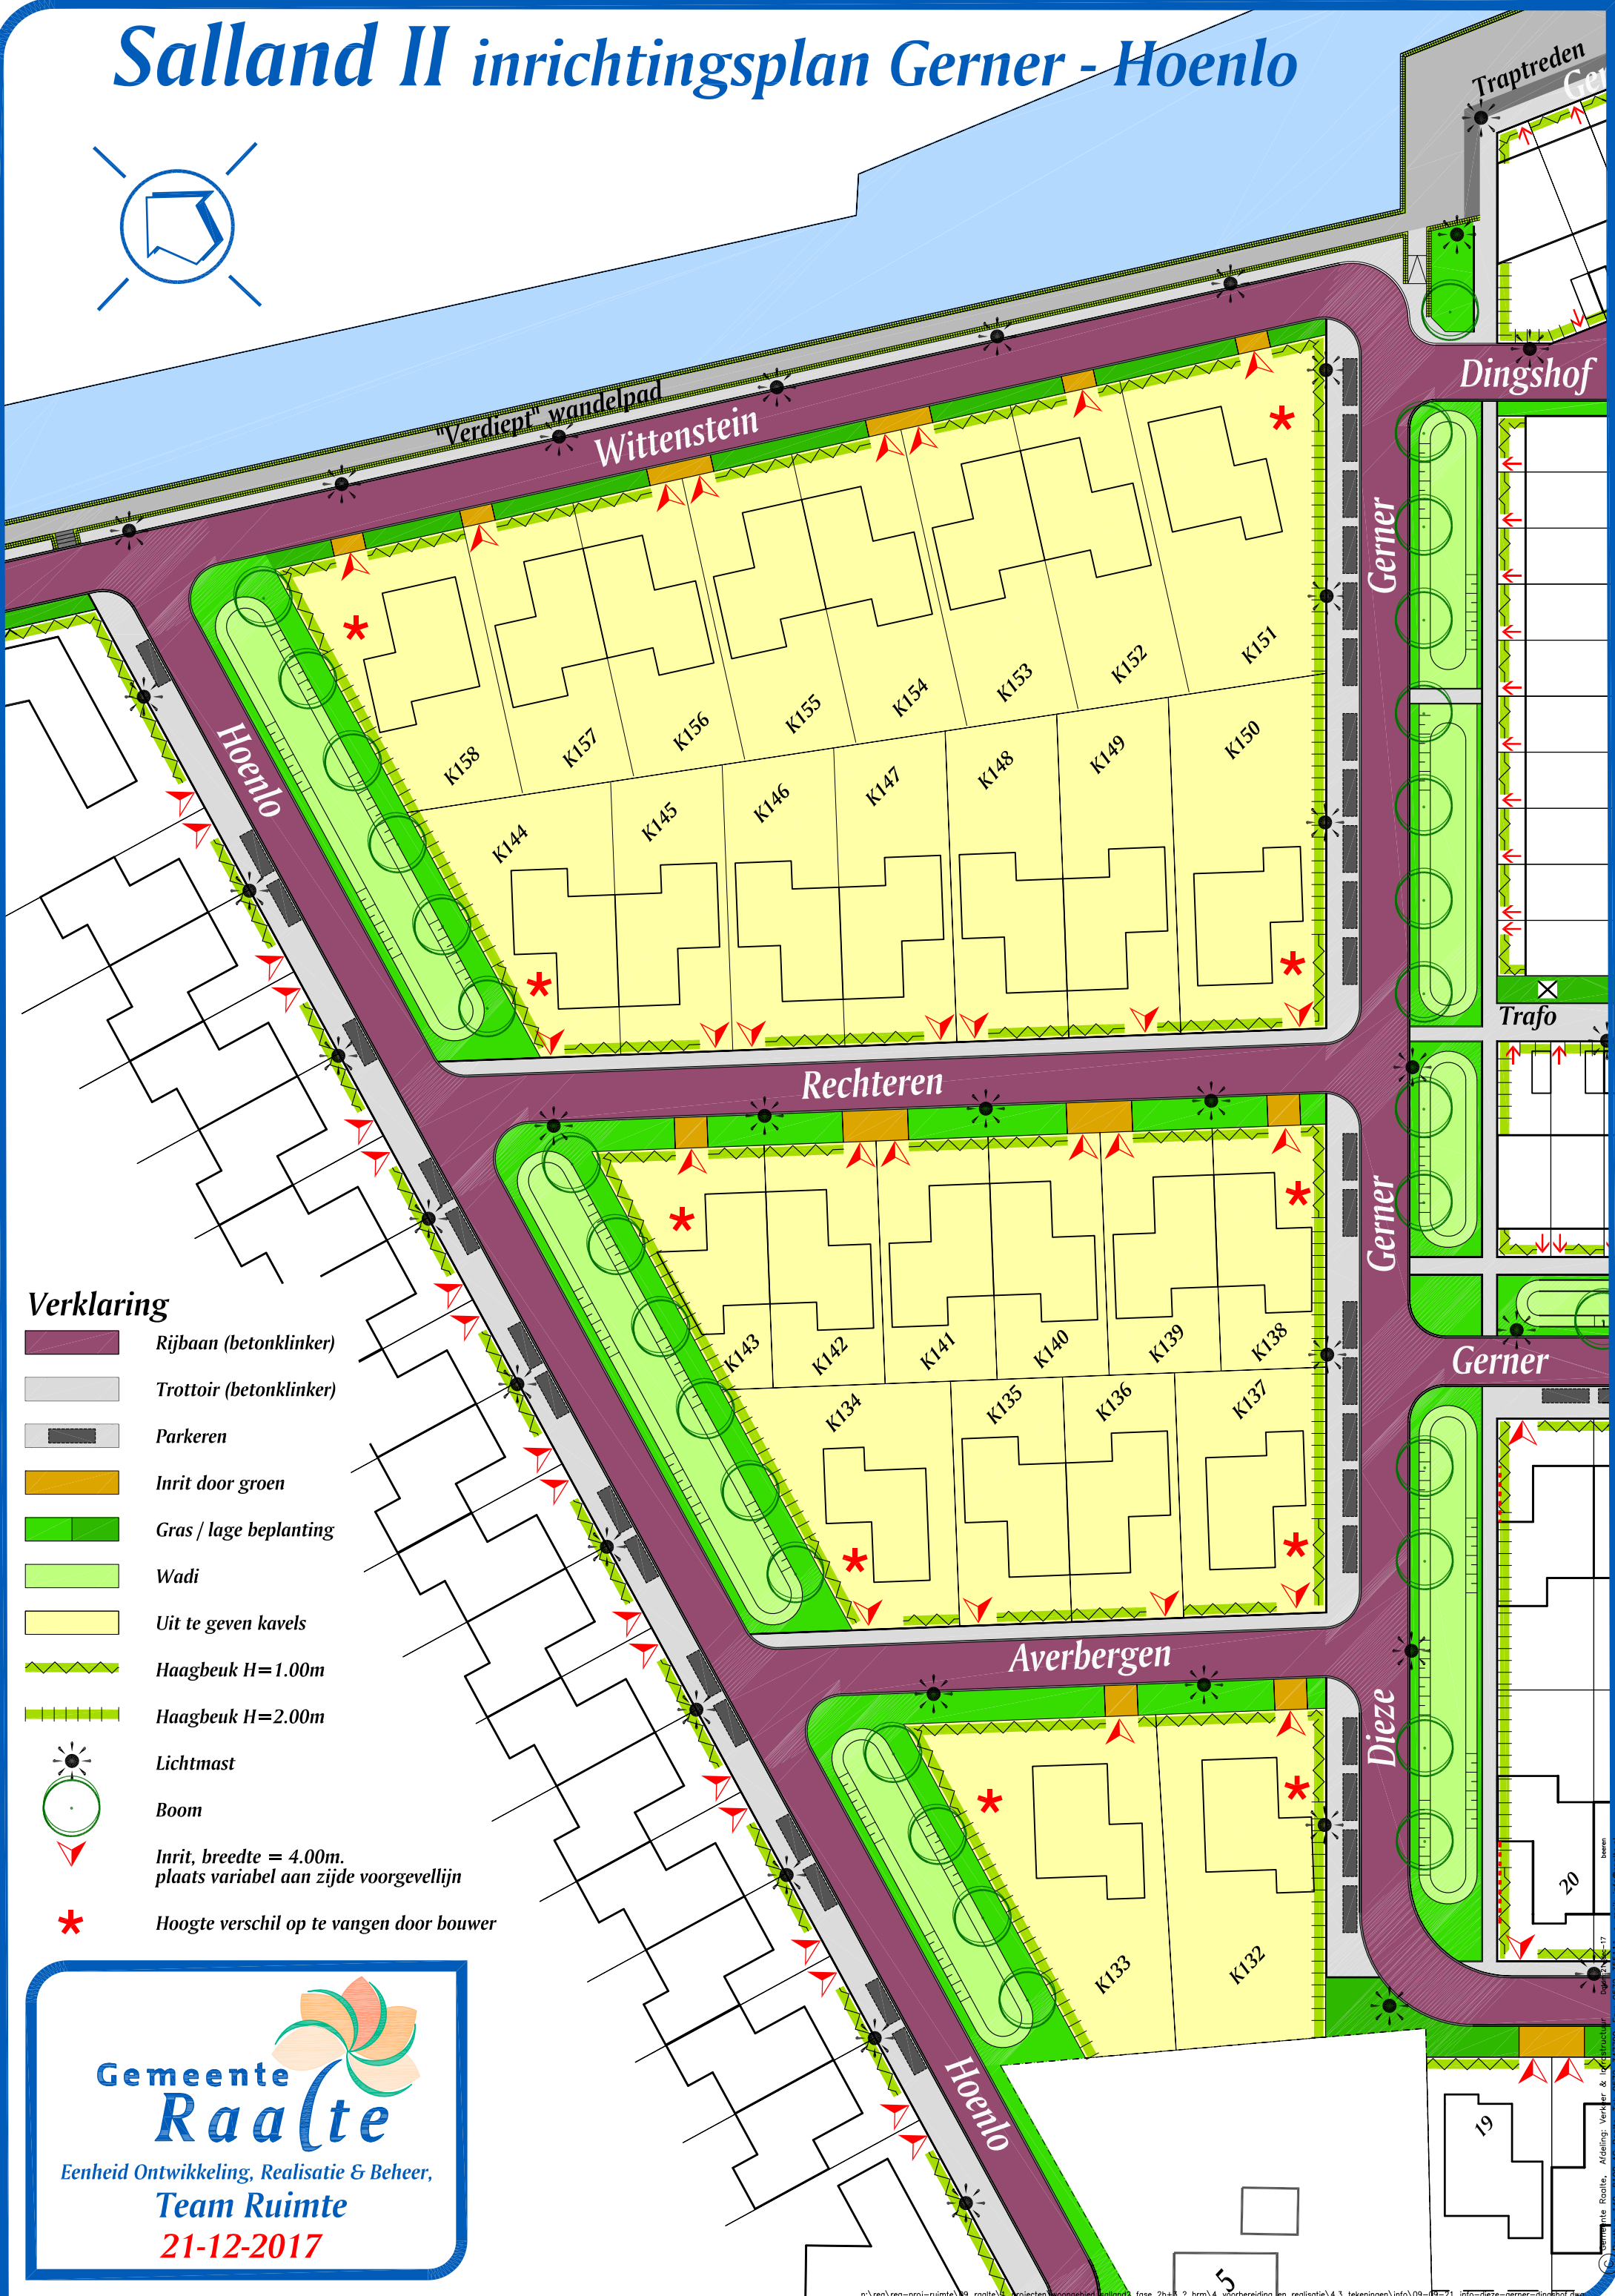 Salland II inrichtingsplan Gerner - Hoenlo
Traptreden
"Verdiept" wandelpad
Wittenstein
Dingshof
Gerner
Hoenlo
K158
K157
K156
K155
K154
K153
K152
K151
K144
K145
K146
K147
K148
K149
K150
Trafo
Rechteren
Gerner
K143
K142
K141
K140
K139
K138
Gerner
K134
K135
K136
K137
Averbergen
Dieze
20
K133
K132
Hoenlo
19
5
Verklaring
Rijbaan (betonklinker)
Trottoir (betonklinker)
Parkeren
Inrit door groen
Gras / lage beplanting
Wadi
Uit te geven kavels
Haagbeuk H=1.00m
Haagbeuk H=2.00m
Lichtmast
Boom
Inrit, breedte = 4.00m.
plaats variabel aan zijde voorgevellijn
Hoogte verschil op te vangen door bouwer
Gemeente
Raalte
Eenheid Ontwikkeling, Realisatie & Beheer,
Team Ruimte
21-12-2017